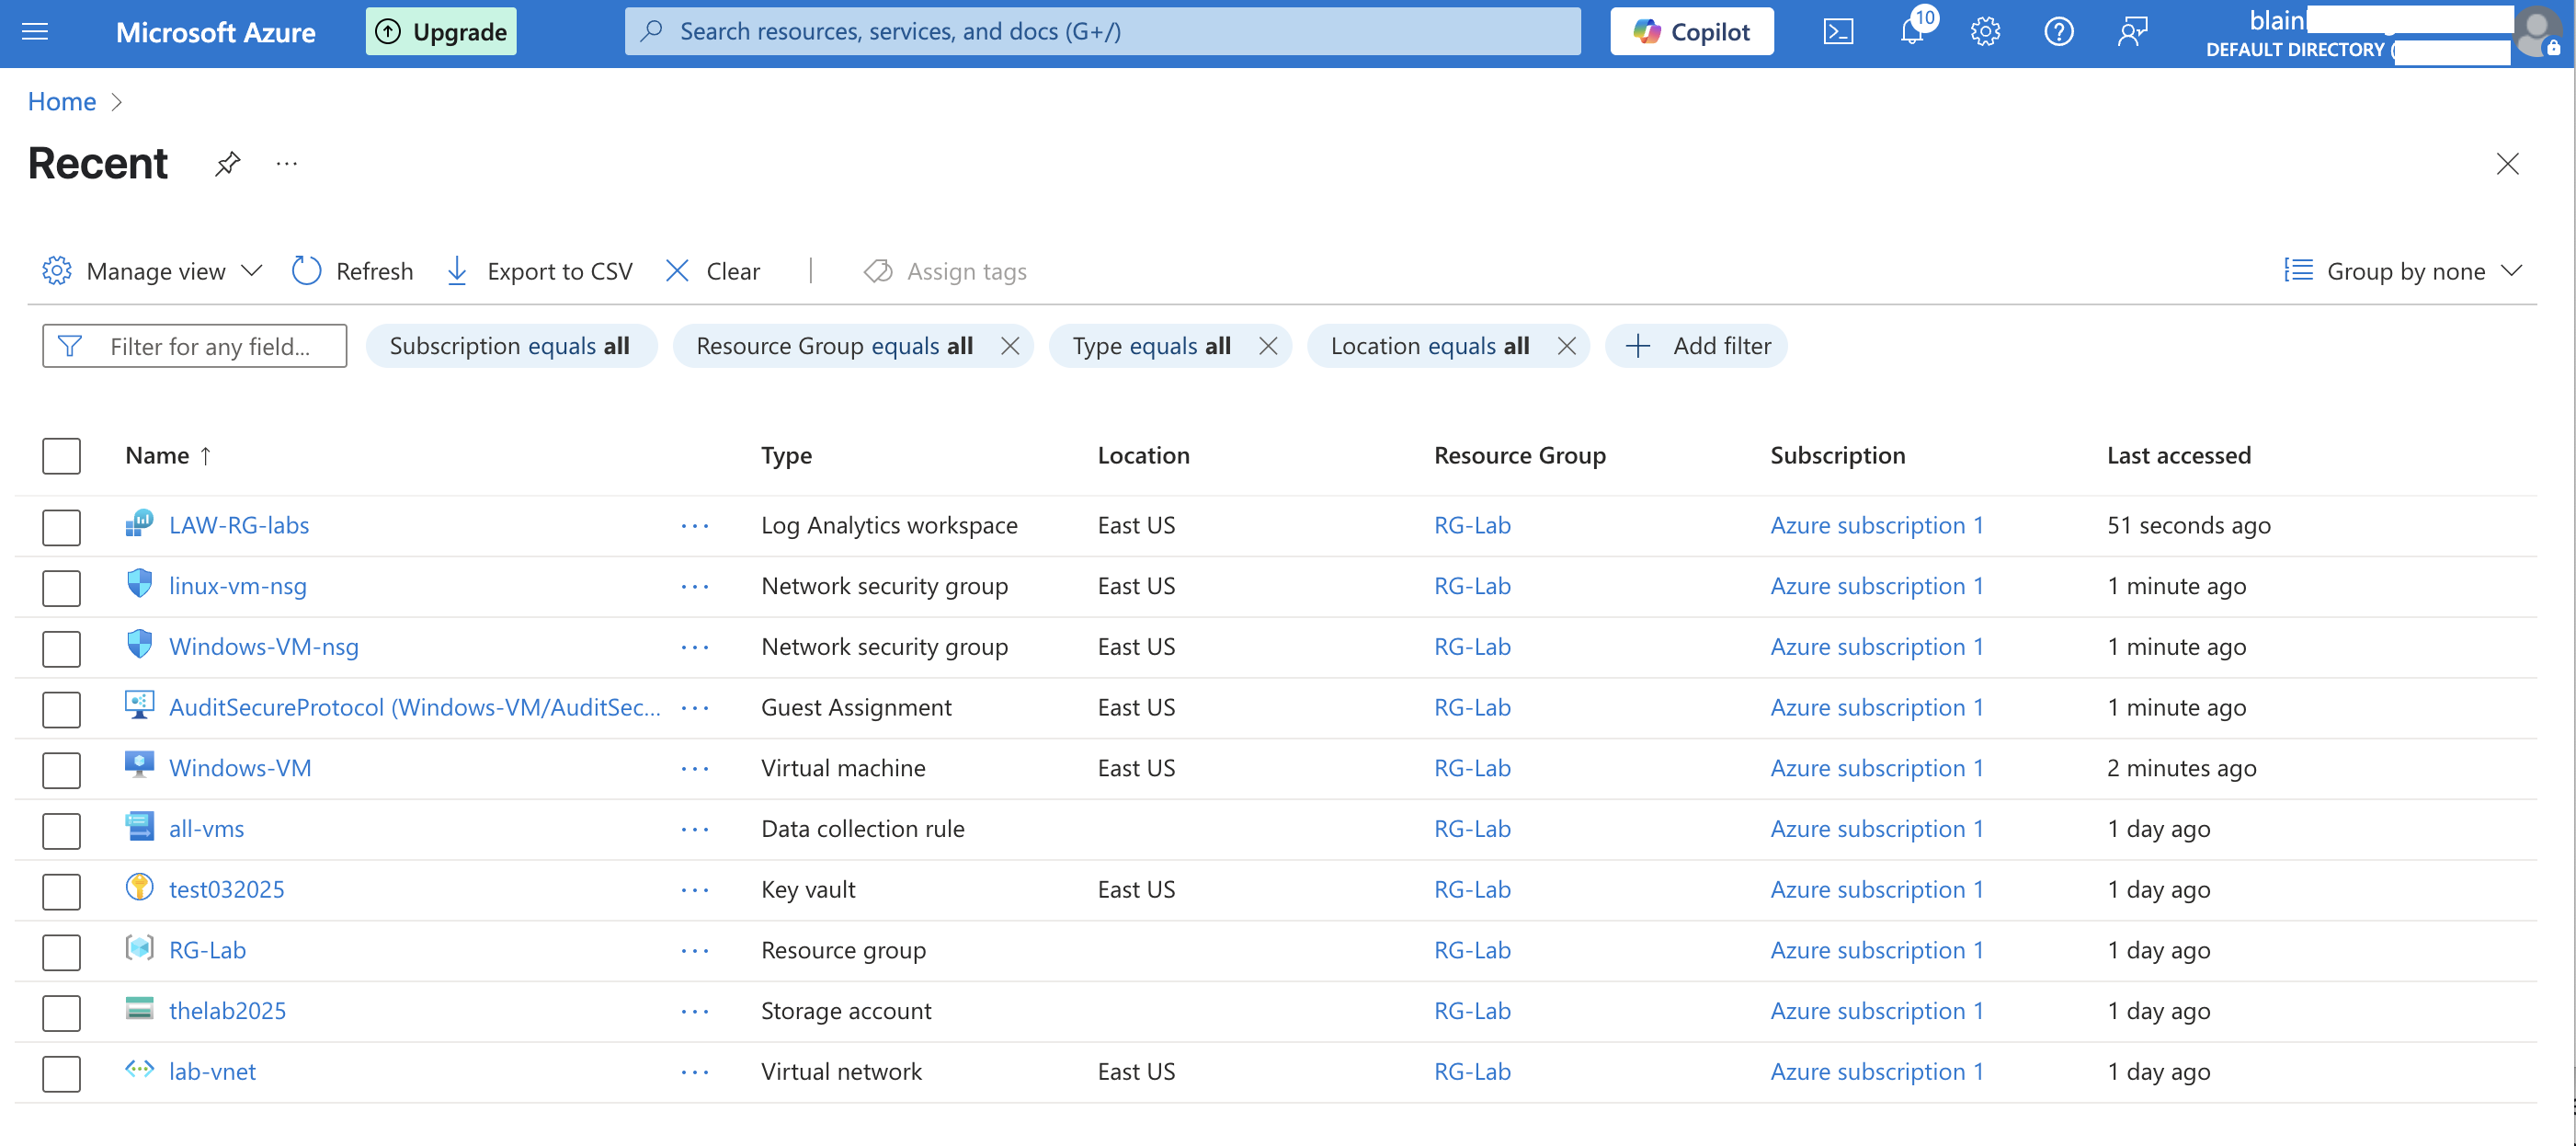 Microsoft Azure Upgrade Search resources, services, and docs (G+/) Copilot 10
DEFAULT DIRECTORY (
Home
Recent
Manage view Refresh Export to CSV Clear Assign tags Group by none
Filter for any field... Subscription equals all Resource Group equals all Type equals all Location equals all Add filter
Name ↑ Type Location Resource Group Subscription Last accessed
LAW-RG-labs ... Log Analytics workspace East US RG-Lab Azure subscription 1 51 seconds ago
linux-vm-nsg ... Network security group East US RG-Lab Azure subscription 1 1 minute ago
Windows-VM-nsg ... Network security group East US RG-Lab Azure subscription 1 1 minute ago
AuditSecureProtocol (Windows-VM/AuditSec... ... Guest Assignment East US RG-Lab Azure subscription 1 1 minute ago
Windows-VM ... Virtual machine East US RG-Lab Azure subscription 1 2 minutes ago
all-vms ... Data collection rule RG-Lab Azure subscription 1 1 day ago
test032025 ... Key vault East US RG-Lab Azure subscription 1 1 day ago
RG-Lab ... Resource group RG-Lab Azure subscription 1 1 day ago
thelab2025 ... Storage account RG-Lab Azure subscription 1 1 day ago
lab-vnet ... Virtual network East US RG-Lab Azure subscription 1 1 day ago